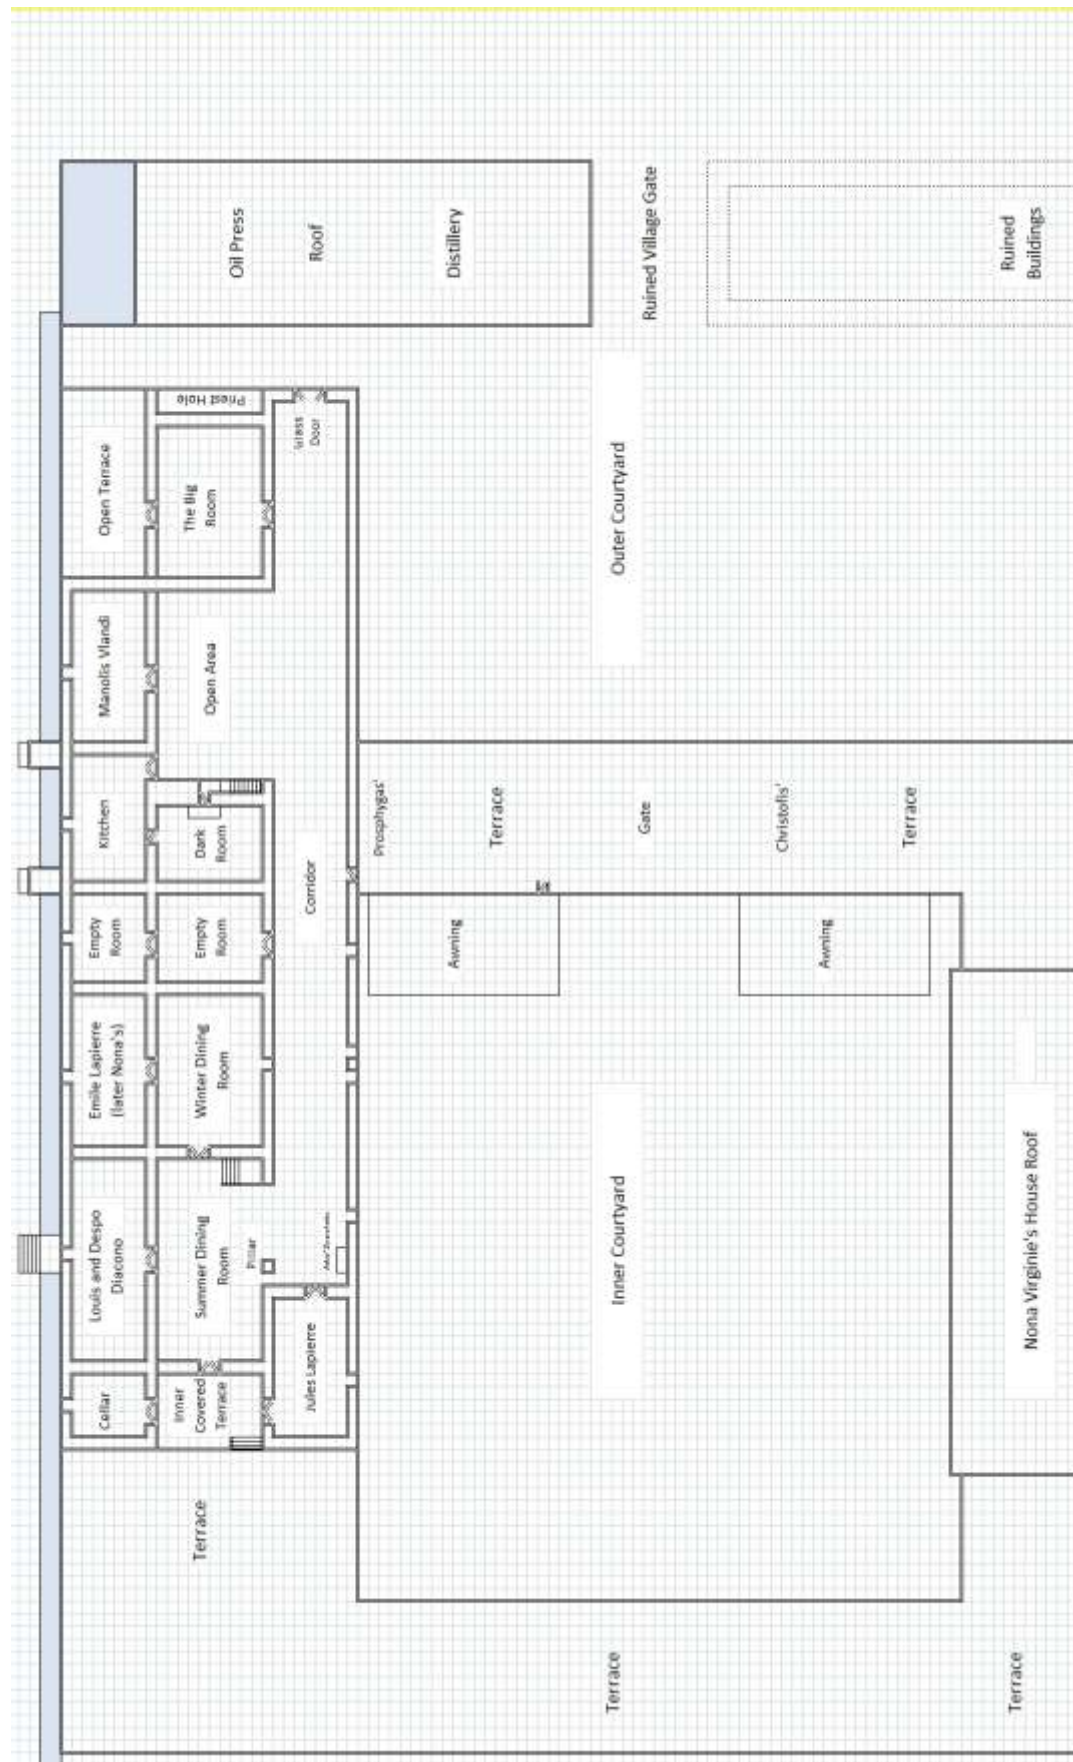 Oil Press
Roof
Distillery
Ruined Village Gate
Ruined
Buildings
Priest Hole
Glass
Door
Open Terrace
The Big
Room
Outer Courtyard
Manolis Vlandi
Open Area
Kitchen
Dark
Room
Corridor
Prosphygas'
Terrace
Gate
Christofis'
Terrace
Empty
Room
Empty
Room
Awning
Awning
Emile Lapierre
(later Nona's)
Winter Dining
Room
Louis and Despo
Diacono
Summer Dining
Room
Pillar
Inner Courtyard
Nona Virginie's House Roof
Cellar
Inner
Covered
Terrace
Jules Lapierre
Terrace
Terrace
Terrace